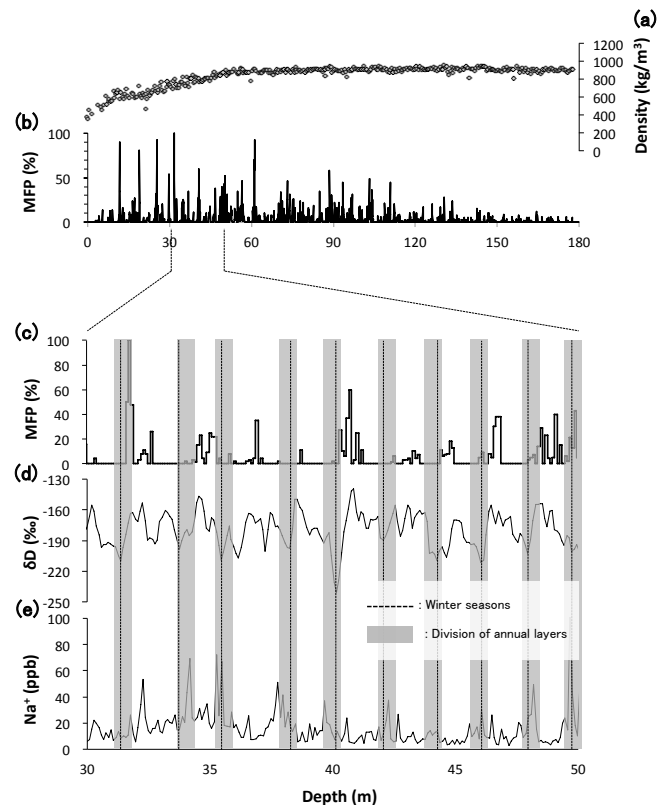 (a)
1200
1000
800
600
400
200
0
Density (kg/m³)
(b)
100
50
0
MFP (%)
0 30 60 90 120 150 180
(c)
100
80
60
40
20
0
MFP (%)
(d)
-130
-160
-190
-220
-250
δD (‰)
(e)
100
80
60
40
20
0
Na⁺ (ppb)
: Winter seasons
: Division of annual layers
30 35 40 45 50
Depth (m)